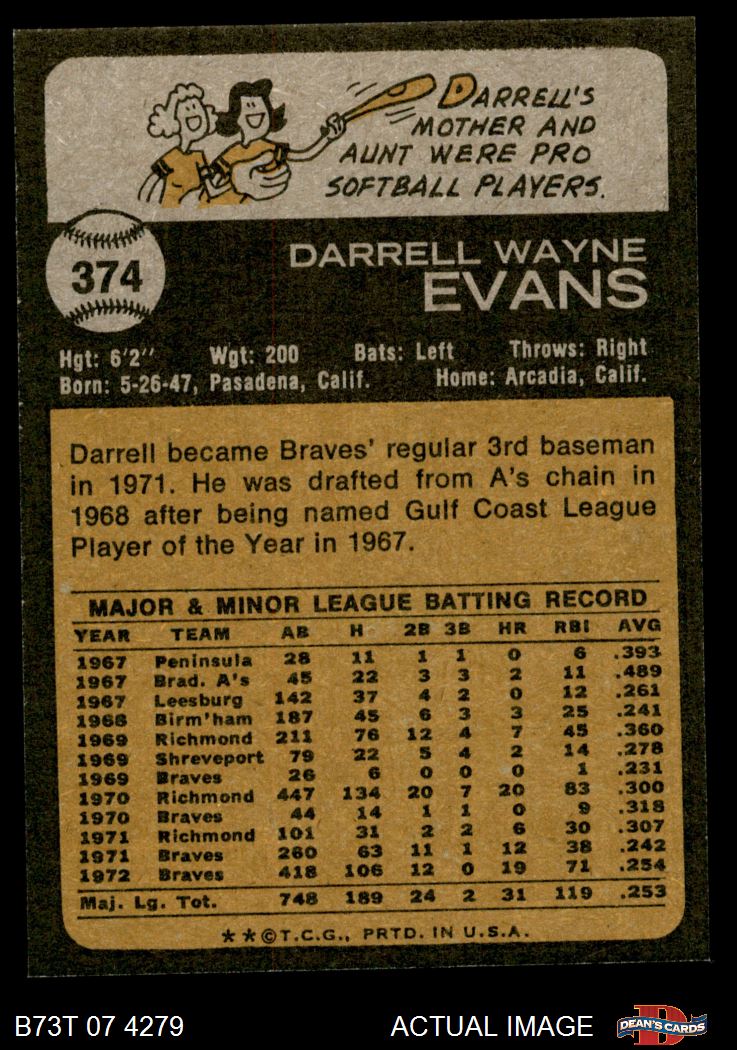 DARRELL'S
MOTHER AND
AUNT WERE PRO
SOFTBALL PLAYERS.
374
DARRELL WAYNE
EVANS
Hgt: 6'2" Wgt: 200 Bats: Left Throws: Right
Born: 5-26-47, Pasadena, Calif. Home: Arcadia, Calif.
Darrell became Braves' regular 3rd baseman
in 1971. He was drafted from A's chain in
1968 after being named Gulf Coast League
Player of the Year in 1967.
MAJOR & MINOR LEAGUE BATTING RECORD
YEAR TEAM AB H 2B 3B HR RBI AVG
1967 Peninsula 28 11 1 1 0 6 .393
1967 Brad. A's 45 22 3 3 2 11 .489
1967 Leesburg 142 37 4 2 0 12 .261
1968 Birm'ham 187 45 6 3 3 25 .241
1969 Richmond 211 76 12 4 7 45 .360
1969 Shreveport 79 22 5 4 2 14 .278
1969 Braves 26 6 0 0 0 1 .231
1970 Richmond 447 134 20 7 20 83 .300
1970 Braves 44 14 1 1 0 9 .318
1971 Richmond 101 31 2 2 6 30 .307
1971 Braves 260 63 11 1 12 38 .242
1972 Braves 418 106 12 0 19 71 .254
Maj. Lg. Tot. 748 189 24 2 31 119 .253
**©T.C.G., PRTD. IN U.S.A.
B73T 07 4279 ACTUAL IMAGE D DEAN'S CARDS